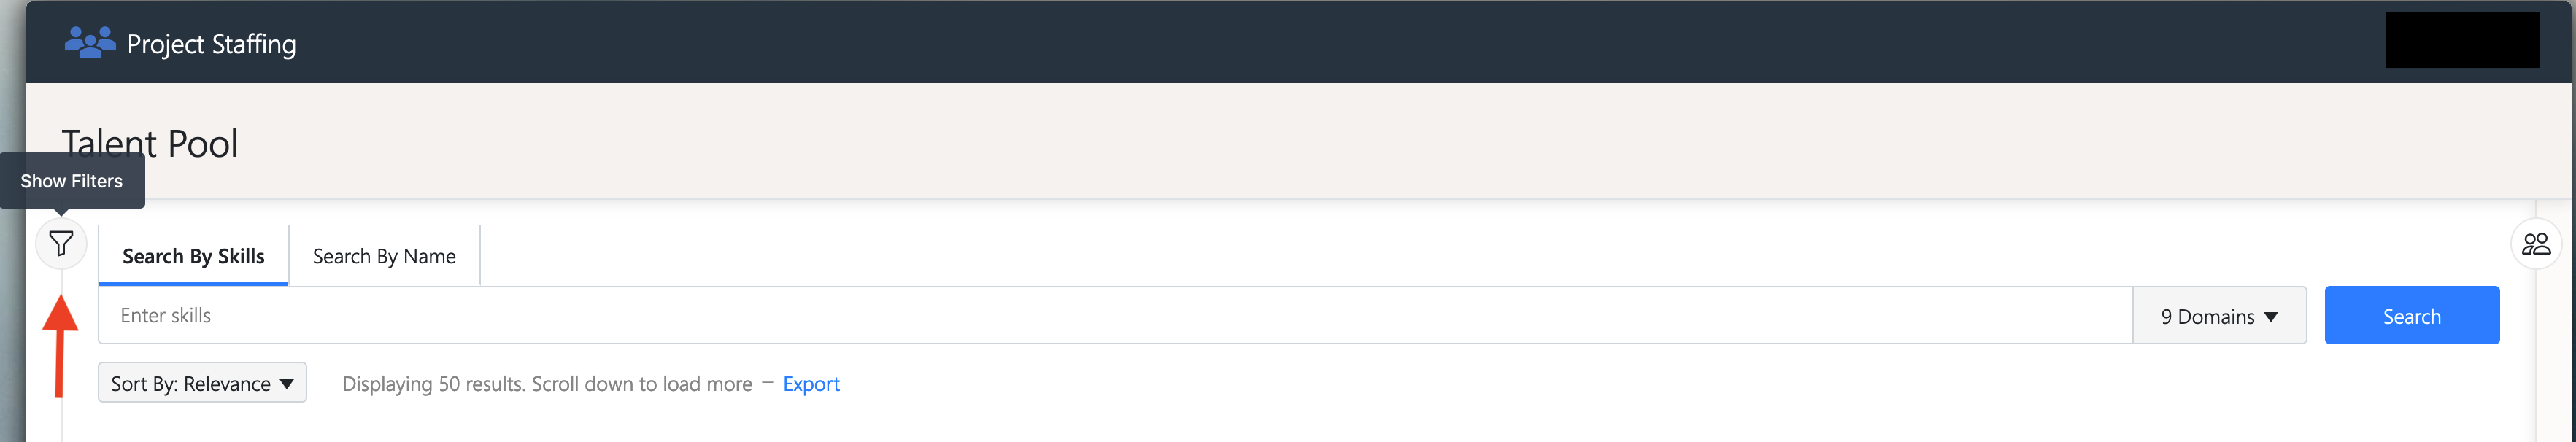 Project Staffing
Talent Pool
Show Filters
Search By Skills
Search By Name
Enter skills
9 Domains
Search
Sort By: Relevance
Displaying 50 results. Scroll down to load more – Export